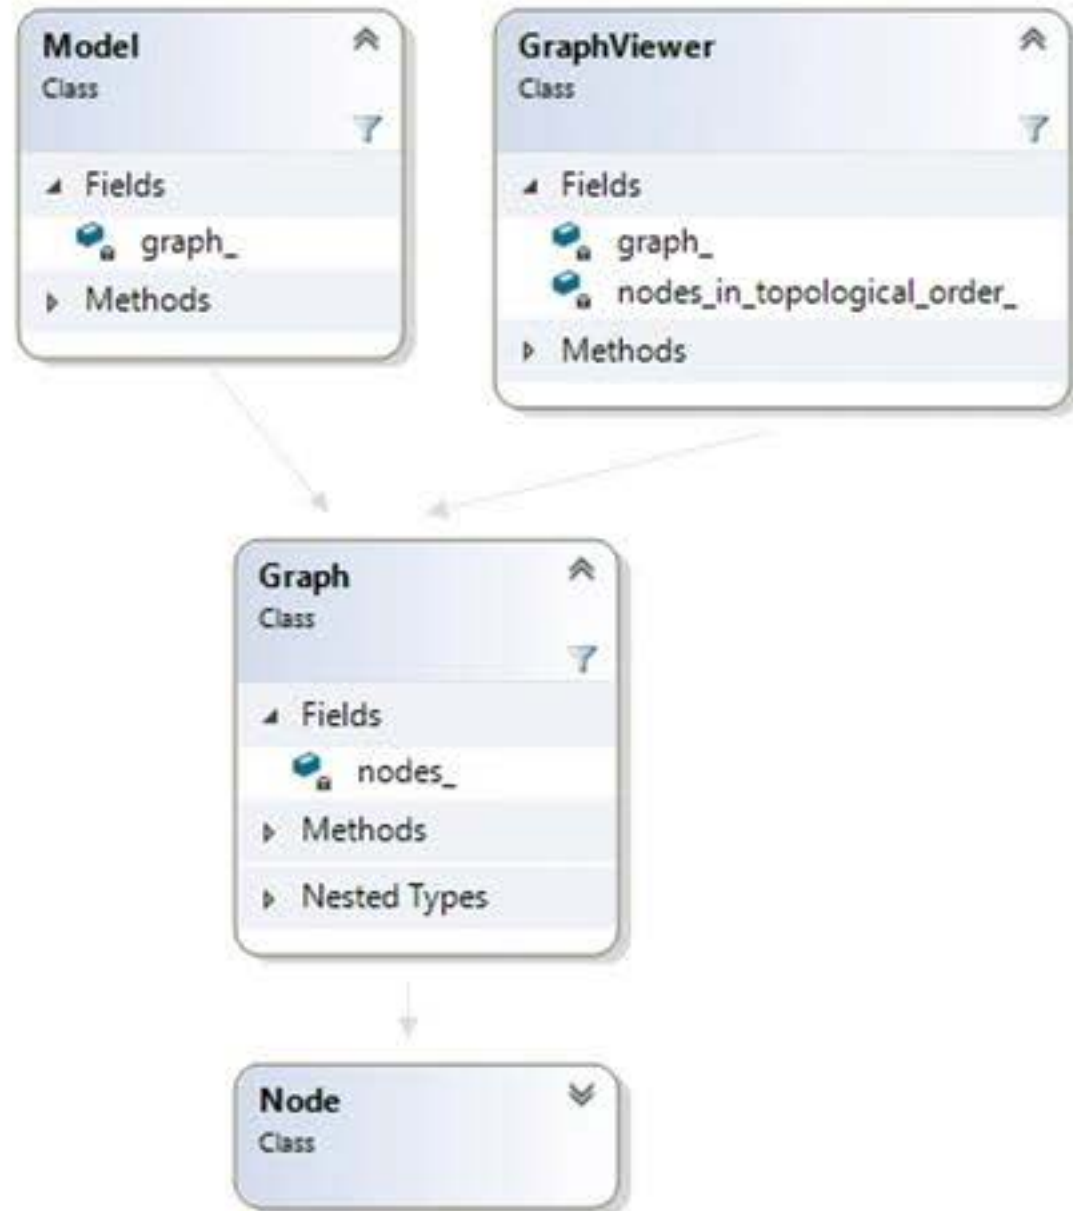 Model
Class
Fields
graph_
Methods
GraphViewer
Class
Fields
graph_
nodes_in_topological_order_
Methods
Graph
Class
Fields
nodes_
Methods
Nested Types
Node
Class